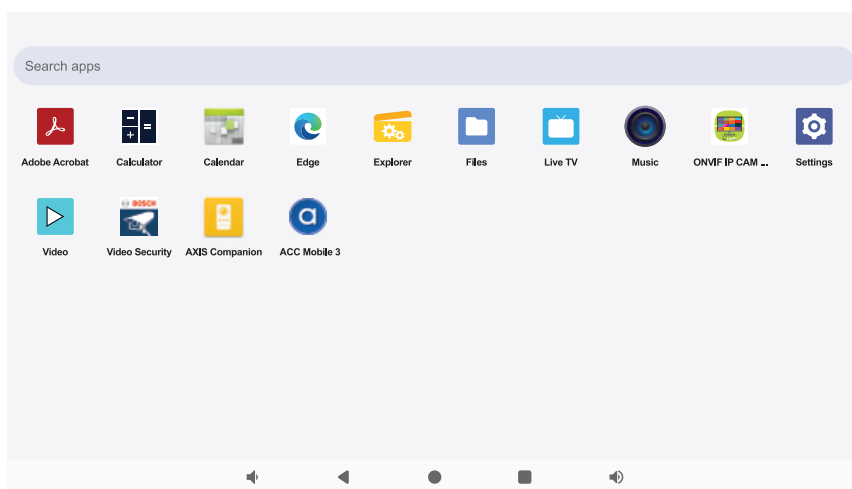 Search apps
Adobe Acrobat Calculator Calendar Edge Explorer Files Live TV Music ONVIF IP CAM ... Settings
BOSCH
Video Video Security AXIS Companion ACC Mobile 3